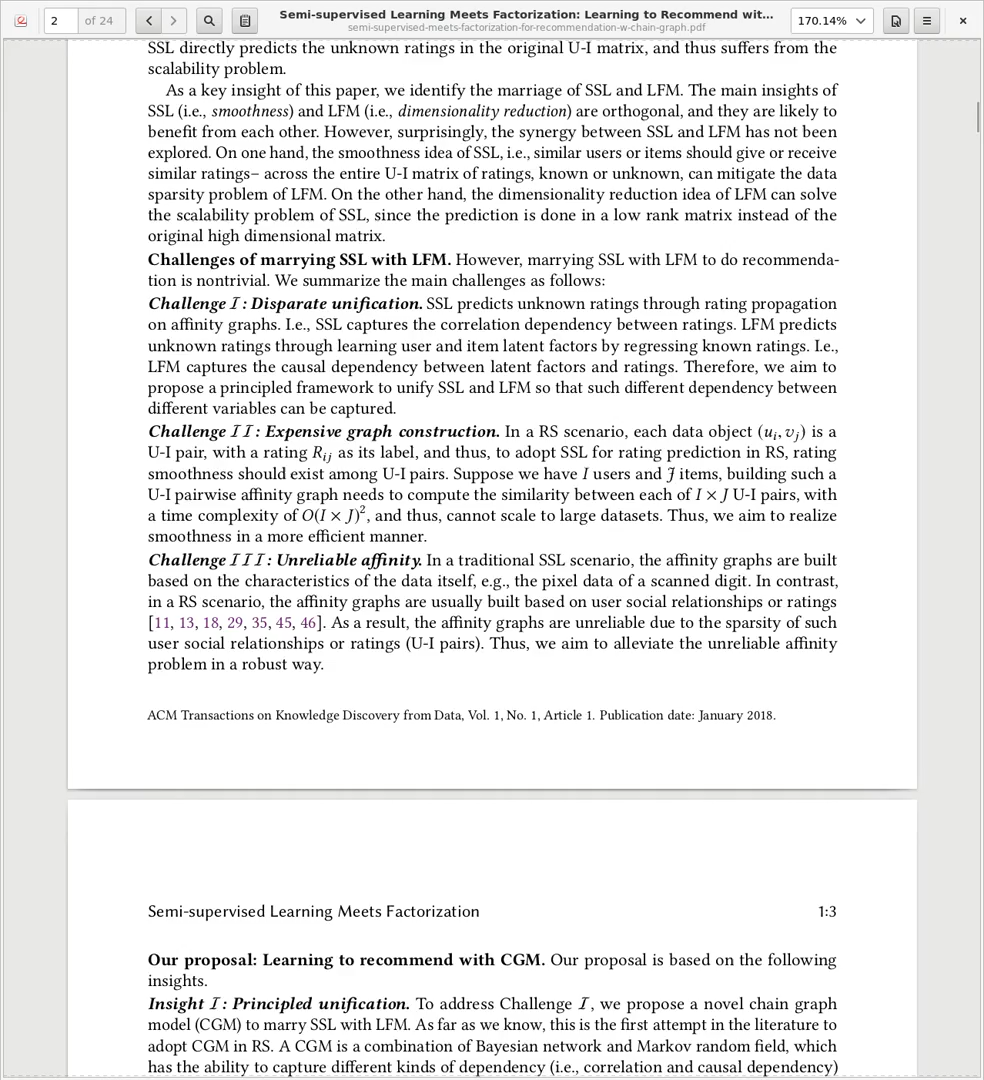 2 of 24
Semi-supervised Learning Meets Factorization: Learning to Recommend wit...
semi-supervised-meets-factorization-for-recommendation-w-chain-graph.pdf
170.14%
SSL directly predicts the unknown ratings in the original U-I matrix, and thus suffers from the
scalability problem.
As a key insight of this paper, we identify the marriage of SSL and LFM. The main insights of
SSL (i.e., smoothness) and LFM (i.e., dimensionality reduction) are orthogonal, and they are likely to
benefit from each other. However, surprisingly, the synergy between SSL and LFM has not been
explored. On one hand, the smoothness idea of SSL, i.e., similar users or items should give or receive
similar ratings– across the entire U-I matrix of ratings, known or unknown, can mitigate the data
sparsity problem of LFM. On the other hand, the dimensionality reduction idea of LFM can solve
the scalability problem of SSL, since the prediction is done in a low rank matrix instead of the
original high dimensional matrix.
Challenges of marrying SSL with LFM. However, marrying SSL with LFM to do recommenda-
tion is nontrivial. We summarize the main challenges as follows:
Challenge I: Disparate unification. SSL predicts unknown ratings through rating propagation
on affinity graphs. I.e., SSL captures the correlation dependency between ratings. LFM predicts
unknown ratings through learning user and item latent factors by regressing known ratings. I.e.,
LFM captures the causal dependency between latent factors and ratings. Therefore, we aim to
propose a principled framework to unify SSL and LFM so that such different dependency between
different variables can be captured.
Challenge II: Expensive graph construction. In a RS scenario, each data object (u_i, v_j) is a
U-I pair, with a rating R_ij as its label, and thus, to adopt SSL for rating prediction in RS, rating
smoothness should exist among U-I pairs. Suppose we have I users and J items, building such a
U-I pairwise affinity graph needs to compute the similarity between each of I × J U-I pairs, with
a time complexity of O(I × J)², and thus, cannot scale to large datasets. Thus, we aim to realize
smoothness in a more efficient manner.
Challenge III: Unreliable affinity. In a traditional SSL scenario, the affinity graphs are built
based on the characteristics of the data itself, e.g., the pixel data of a scanned digit. In contrast,
in a RS scenario, the affinity graphs are usually built based on user social relationships or ratings
[11, 13, 18, 29, 35, 45, 46]. As a result, the affinity graphs are unreliable due to the sparsity of such
user social relationships or ratings (U-I pairs). Thus, we aim to alleviate the unreliable affinity
problem in a robust way.
ACM Transactions on Knowledge Discovery from Data, Vol. 1, No. 1, Article 1. Publication date: January 2018.
Semi-supervised Learning Meets Factorization 1:3
Our proposal: Learning to recommend with CGM. Our proposal is based on the following
insights.
Insight I: Principled unification. To address Challenge I, we propose a novel chain graph
model (CGM) to marry SSL with LFM. As far as we know, this is the first attempt in the literature to
adopt CGM in RS. A CGM is a combination of Bayesian network and Markov random field, which
has the ability to capture different kinds of dependency (i.e., correlation and causal dependency)